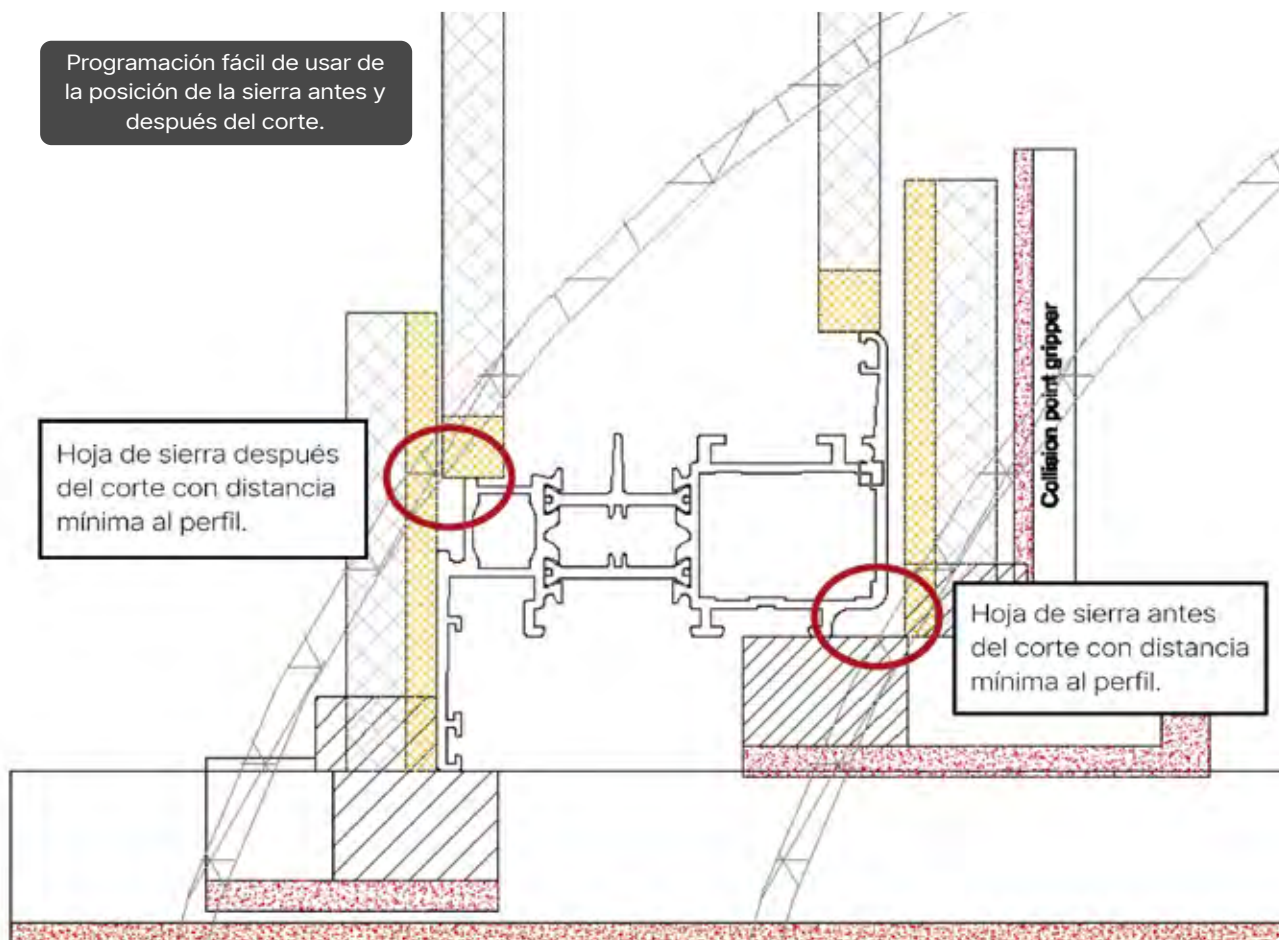 Programación fácil de usar de
la posición de la sierra antes y
después del corte.
Collision point gripper
Hoja de sierra después
del corte con distancia
mínima al perfil.
Hoja de sierra antes
del corte con distancia
mínima al perfil.